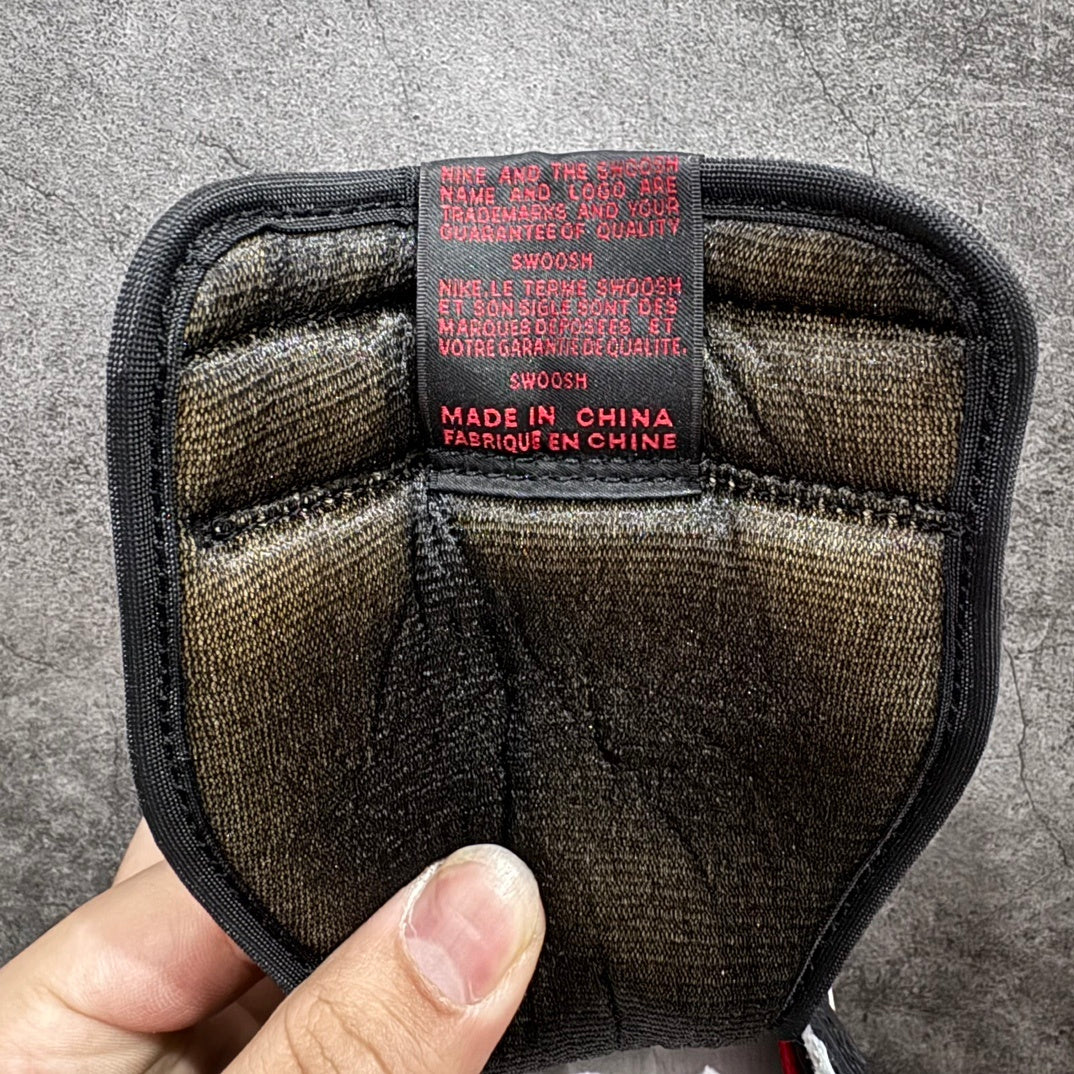 NIKE AND THE SWOOSH
NAME AND LOGO ARE
TRADEMARKS AND YOUR
GUARANTEE OF QUALITY
SWOOSH
NIKE.LE TERME SWOOSH
ET SON SIGLE SONT DES
MARQUES DEPOSEES ET
VOTRE GARANTIE DE QUALITE.
SWOOSH
MADE IN CHINA
FABRIQUE EN CHINE